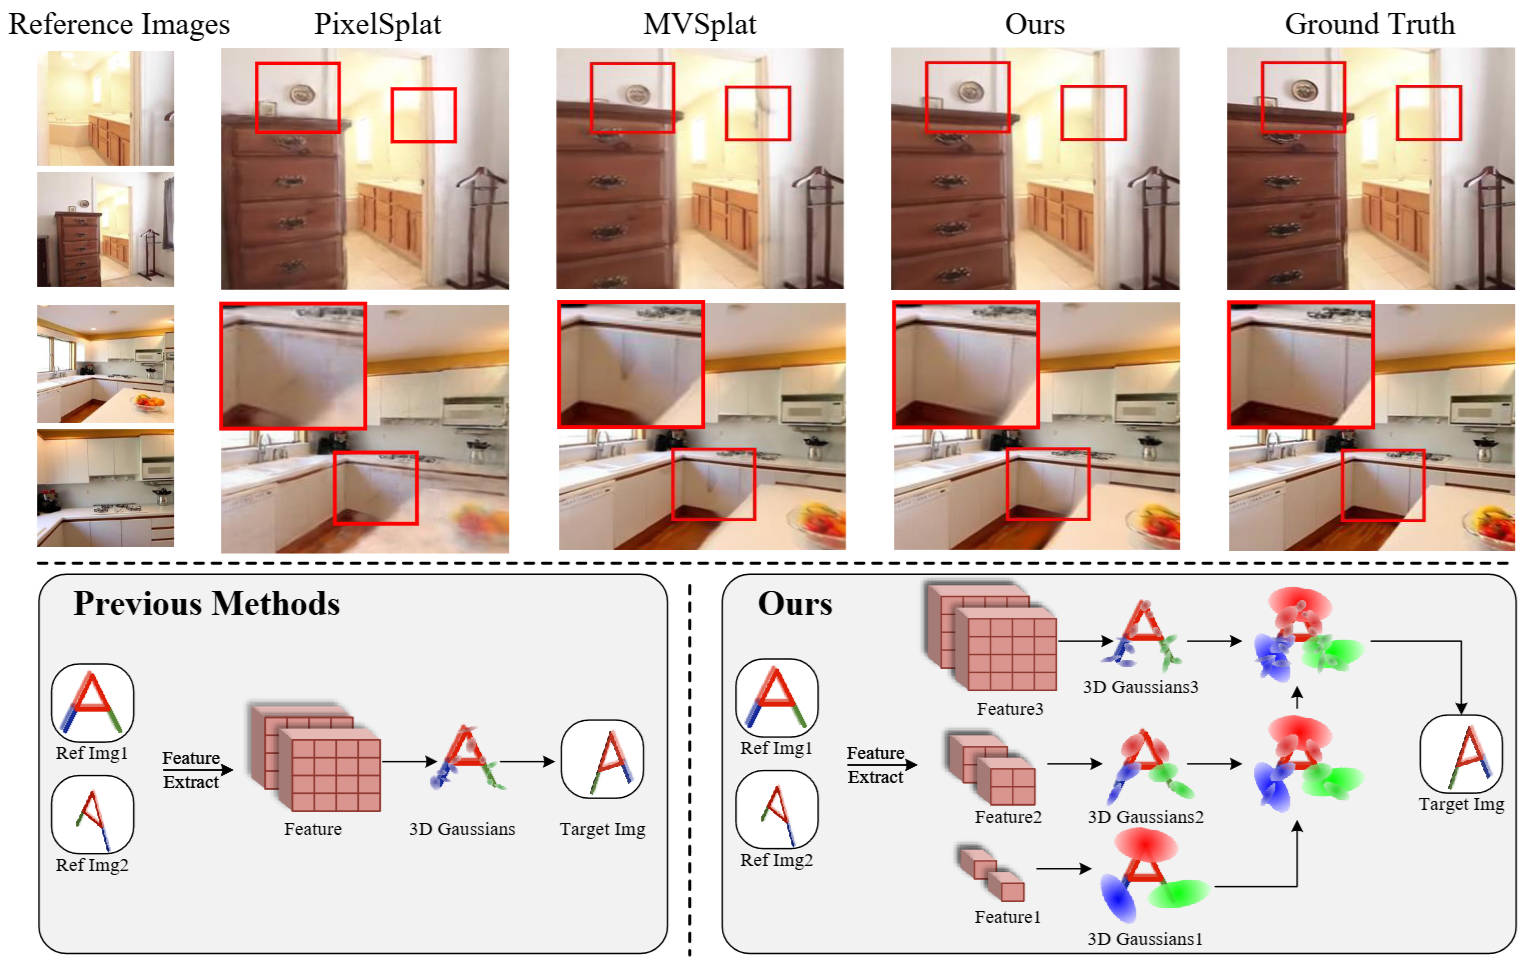 Reference Images
PixelSplat
MVSplat
Ours
Ground Truth
Previous Methods
Ref Img1
Ref Img2
Feature
Extract
Feature
3D Gaussians
Target Img
Ours
Ref Img1
Ref Img2
Feature
Extract
Feature3
3D Gaussians3
Feature2
3D Gaussians2
Feature1
3D Gaussians1
Target Img